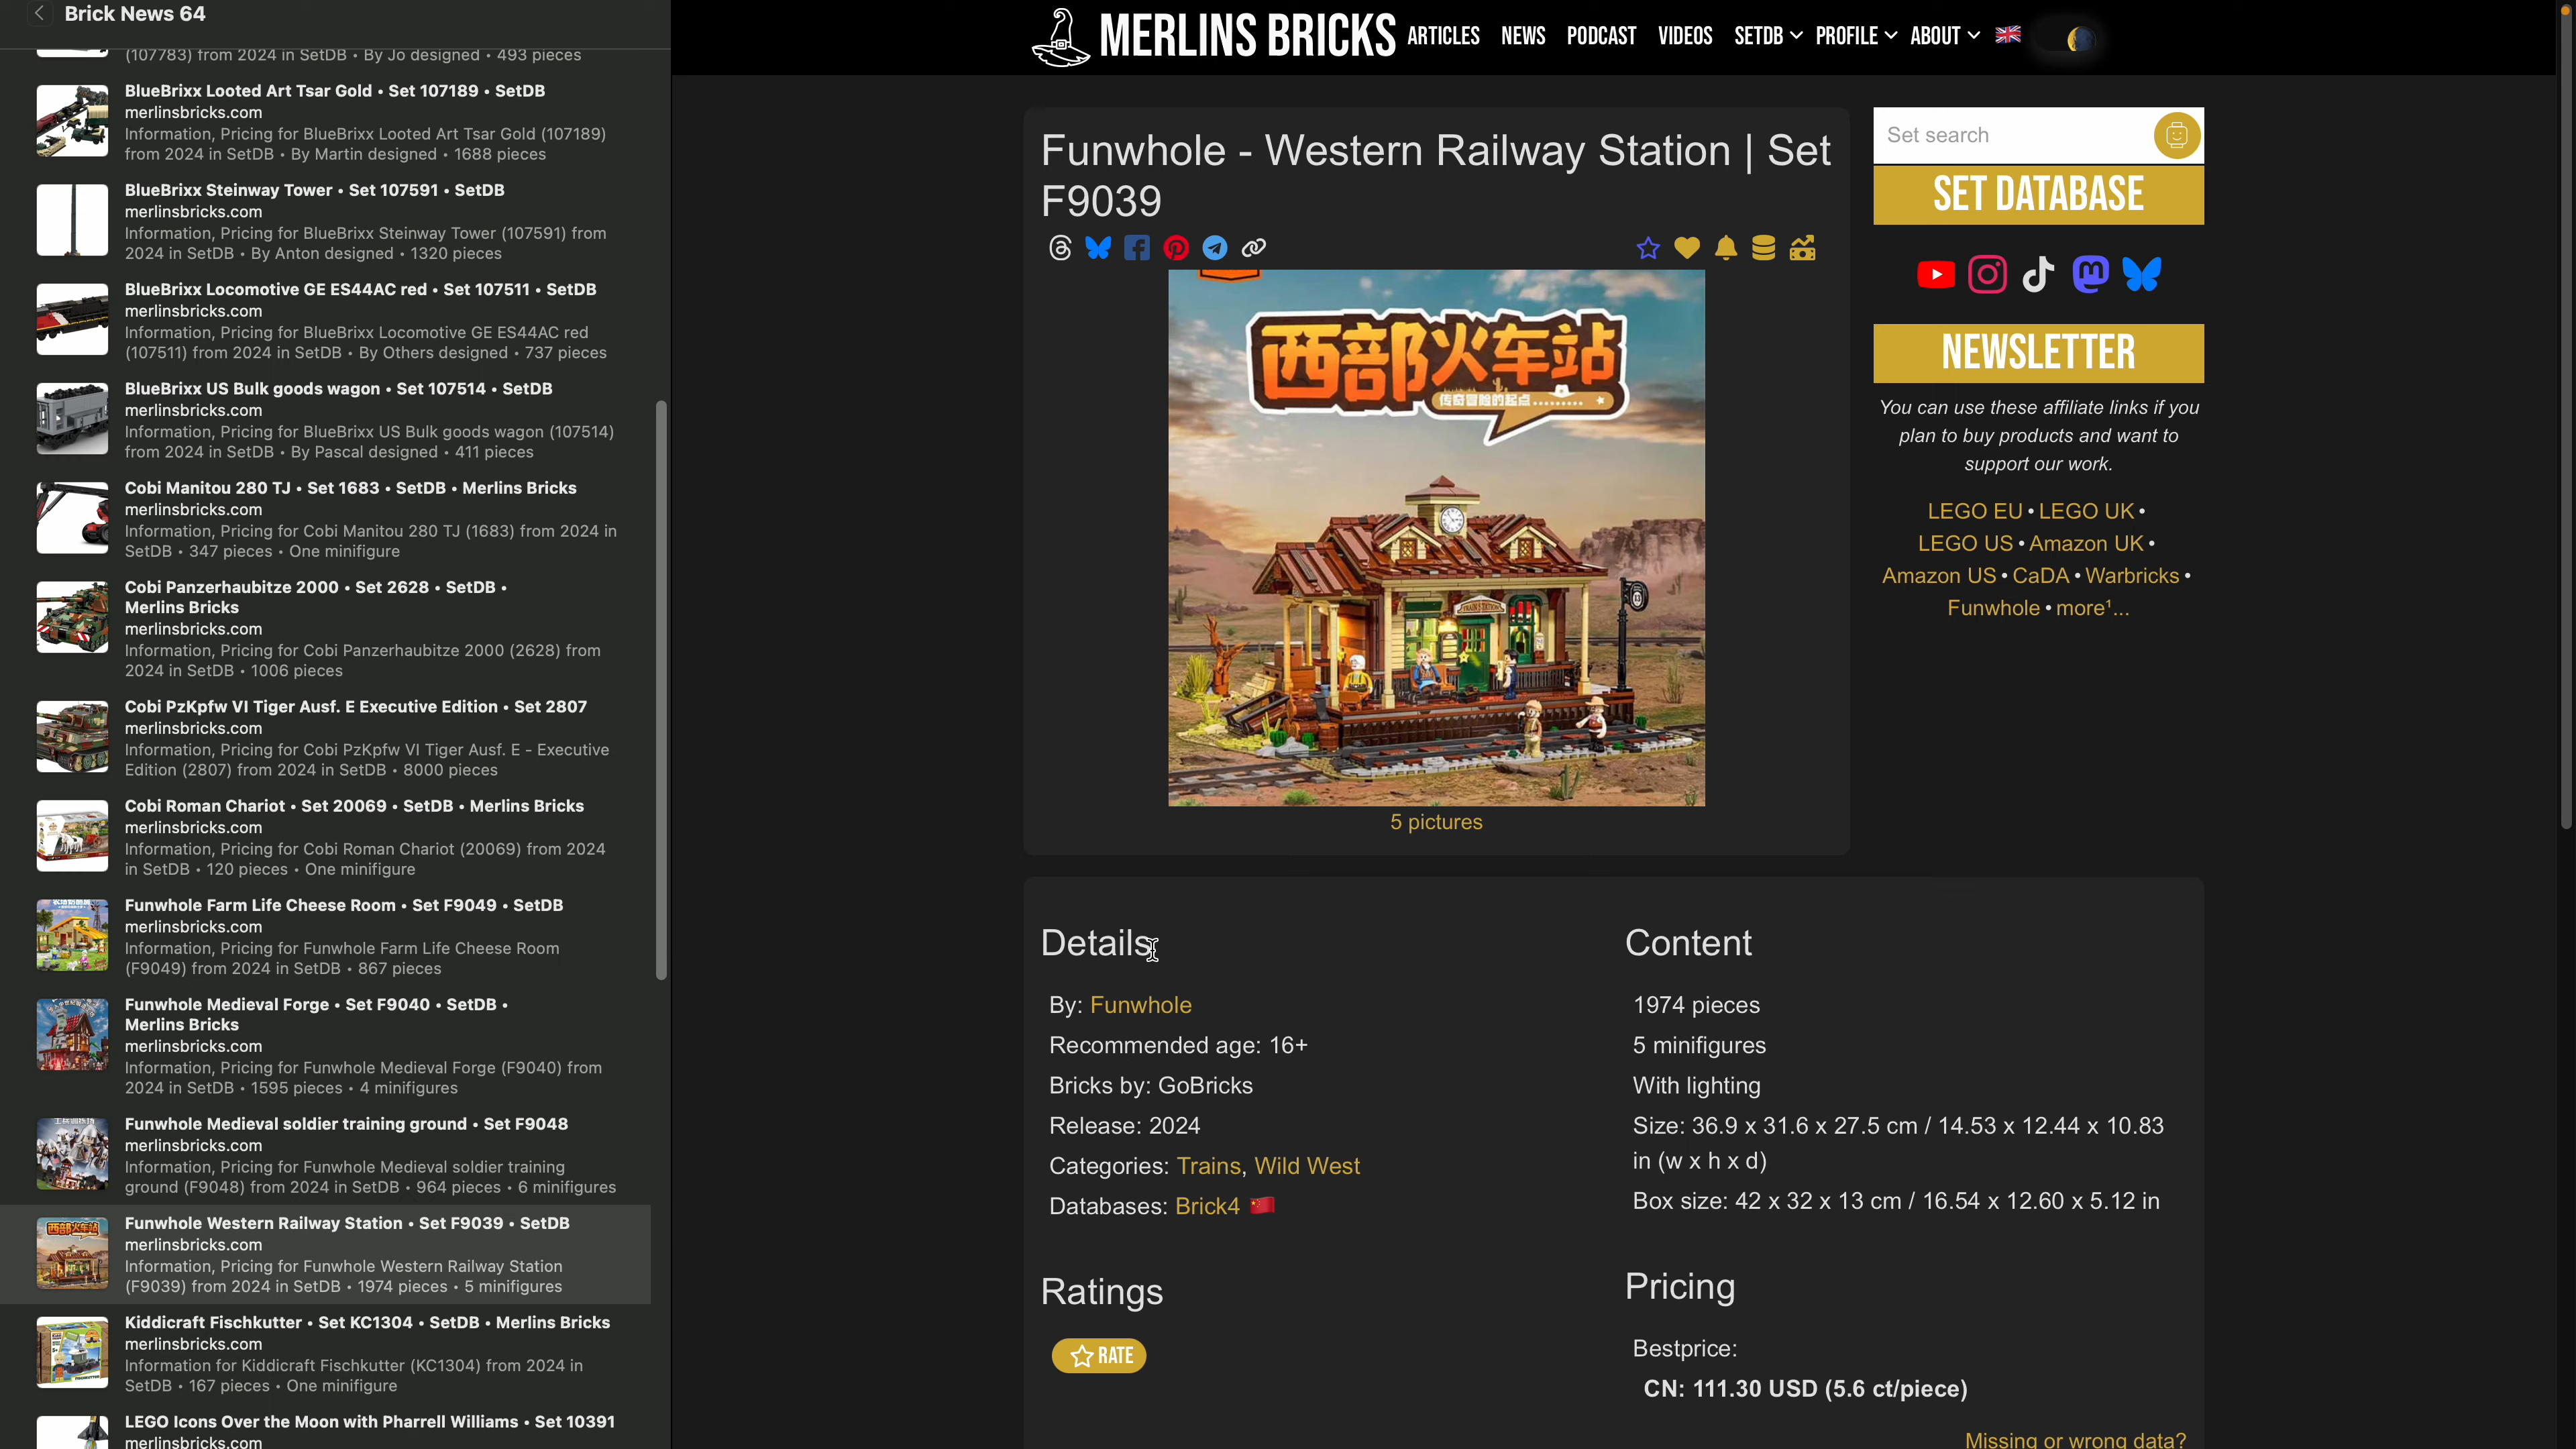 Brick News 64
(107783) from 2024 in SetDB • By Jo designed • 493 pieces
BlueBrixx Looted Art Tsar Gold • Set 107189 • SetDB
merlinsbricks.com
Information, Pricing for BlueBrixx Looted Art Tsar Gold (107189)
from 2024 in SetDB • By Martin designed • 1688 pieces
BlueBrixx Steinway Tower • Set 107591 • SetDB
merlinsbricks.com
Information, Pricing for BlueBrixx Steinway Tower (107591) from
2024 in SetDB • By Anton designed • 1320 pieces
BlueBrixx Locomotive GE ES44AC red • Set 107511 • SetDB
merlinsbricks.com
Information, Pricing for BlueBrixx Locomotive GE ES44AC red
(107511) from 2024 in SetDB • By Others designed • 737 pieces
BlueBrixx US Bulk goods wagon • Set 107514 • SetDB
merlinsbricks.com
Information, Pricing for BlueBrixx US Bulk goods wagon (107514)
from 2024 in SetDB • By Pascal designed • 411 pieces
Cobi Manitou 280 TJ • Set 1683 • SetDB • Merlins Bricks
merlinsbricks.com
Information, Pricing for Cobi Manitou 280 TJ (1683) from 2024 in
SetDB • 347 pieces • One minifigure
Cobi Panzerhaubitze 2000 • Set 2628 • SetDB •
Merlins Bricks
merlinsbricks.com
Information, Pricing for Cobi Panzerhaubitze 2000 (2628) from
2024 in SetDB • 1006 pieces
Cobi PzKpfw VI Tiger Ausf. E Executive Edition • Set 2807
merlinsbricks.com
Information, Pricing for Cobi PzKpfw VI Tiger Ausf. E - Executive
Edition (2807) from 2024 in SetDB • 8000 pieces
Cobi Roman Chariot • Set 20069 • SetDB • Merlins Bricks
merlinsbricks.com
Information, Pricing for Cobi Roman Chariot (20069) from 2024
in SetDB • 120 pieces • One minifigure
Funwhole Farm Life Cheese Room • Set F9049 • SetDB
merlinsbricks.com
Information, Pricing for Funwhole Farm Life Cheese Room
(F9049) from 2024 in SetDB • 867 pieces
Funwhole Medieval Forge • Set F9040 • SetDB •
Merlins Bricks
merlinsbricks.com
Information, Pricing for Funwhole Medieval Forge (F9040) from
2024 in SetDB • 1595 pieces • 4 minifigures
Funwhole Medieval soldier training ground • Set F9048
merlinsbricks.com
Information, Pricing for Funwhole Medieval soldier training
ground (F9048) from 2024 in SetDB • 964 pieces • 6 minifigures
西部火车站
Funwhole Western Railway Station • Set F9039 • SetDB
merlinsbricks.com
Information, Pricing for Funwhole Western Railway Station
(F9039) from 2024 in SetDB • 1974 pieces • 5 minifigures
Kiddicraft Fischkutter • Set KC1304 • SetDB • Merlins Bricks
merlinsbricks.com
Information for Kiddicraft Fischkutter (KC1304) from 2024 in
SetDB • 167 pieces • One minifigure
LEGO Icons Over the Moon with Pharrell Williams • Set 10391
merlinsbricks.com
MERLINS BRICKS
ARTICLES NEWS PODCAST VIDEOS SETDB PROFILE ABOUT
Funwhole - Western Railway Station | Set
F9039
西部火车站
传奇冒险的起点
TRAIN STATION
5 pictures
Set search
SET DATABASE
NEWSLETTER
You can use these affiliate links if you
plan to buy products and want to
support our work.
LEGO EU • LEGO UK •
LEGO US • Amazon UK •
Amazon US • CaDA • Warbricks •
Funwhole • more¹...
Details
By: Funwhole
Recommended age: 16+
Bricks by: GoBricks
Release: 2024
Categories: Trains, Wild West
Databases: Brick4
Ratings
RATE
Content
1974 pieces
5 minifigures
With lighting
Size: 36.9 x 31.6 x 27.5 cm / 14.53 x 12.44 x 10.83
in (w x h x d)
Box size: 42 x 32 x 13 cm / 16.54 x 12.60 x 5.12 in
Pricing
Bestprice:
CN: 111.30 USD (5.6 ct/piece)
Missing or wrong data?